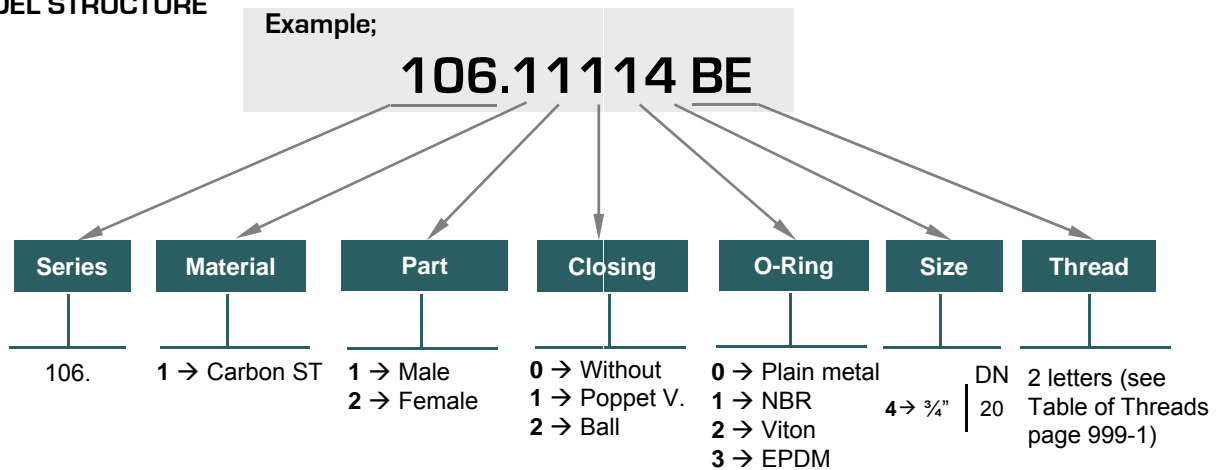 DEL STRUCTURE
Example;
106.11114 BE
Series
Material
Part
Closing
O-Ring
Size
Thread
106.
1 → Carbon ST
1 → Male
2 → Female
0 → Without
1 → Poppet V.
2 → Ball
0 → Plain metal
1 → NBR
2 → Viton
3 → EPDM
DN
4→ ¾” 20
2 letters (see
Table of Threads
page 999-1)